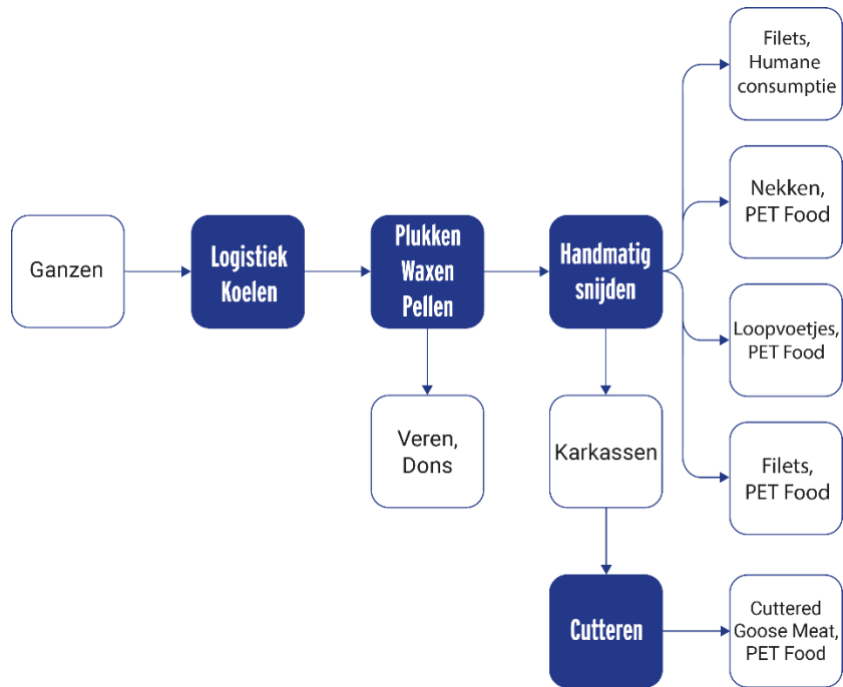 Filets,
Humane
consumptie
Nekken,
PET Food
Ganzen
Logistiek
Koelen
Plukken
Waxen
Pellen
Handmatig
snijden
Loopvoetjes,
PET Food
Veren,
Dons
Karkassen
Filets,
PET Food
Cutteren
Cuttered
Goose Meat,
PET Food